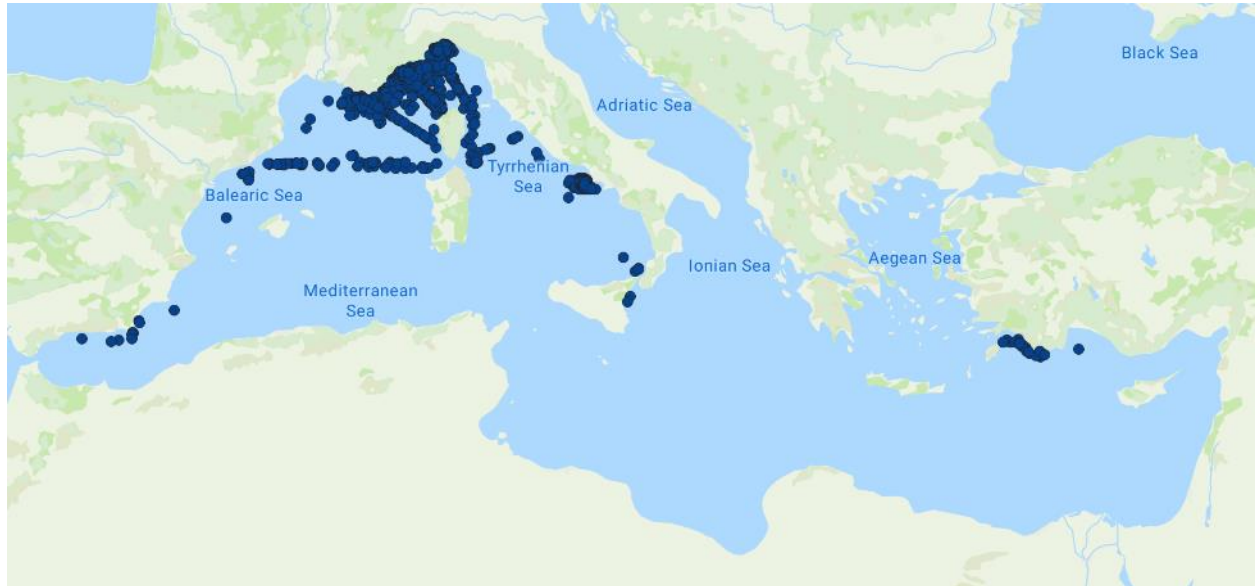 Black Sea
Adriatic Sea
Tyrrhenian
Sea
Balearic Sea
Ionian Sea
Aegean Sea
Mediterranean
Sea